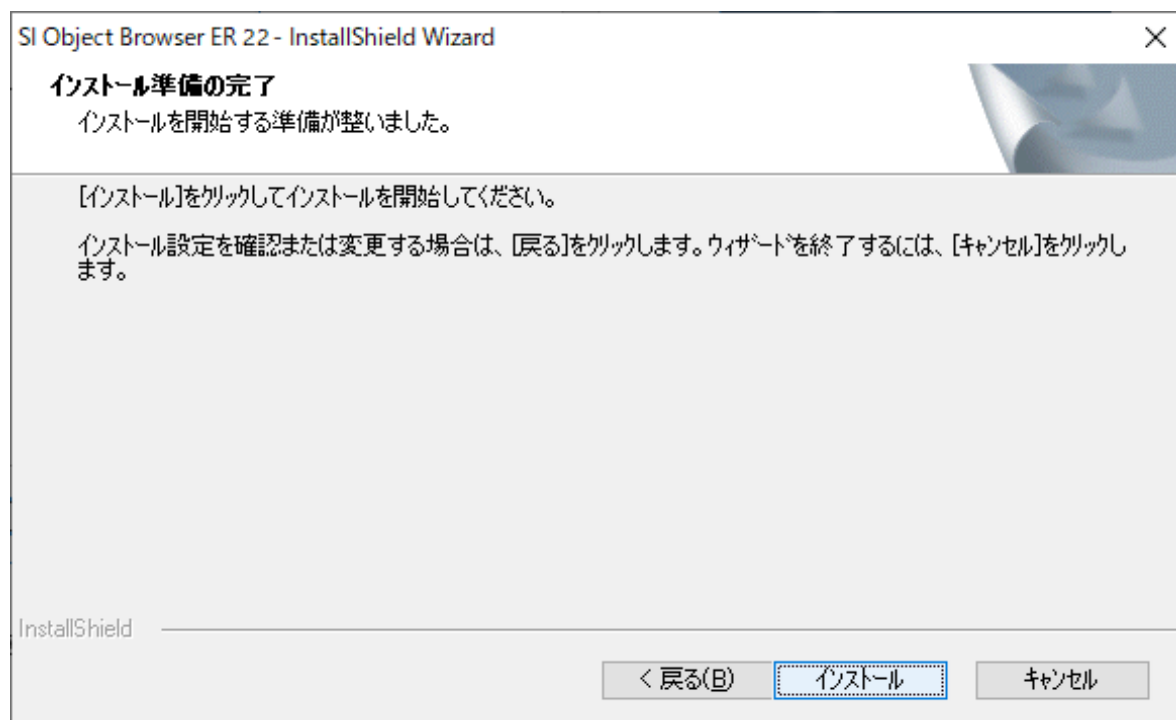 SI Object Browser ER 22 - InstallShield Wizard
インストール準備の完了
インストールを開始する準備が整いました。
[インストール]をクリックしてインストールを開始してください。
インストール設定を確認または変更する場合は、[戻る]をクリックします。ウィザードを終了するには、[キャンセル]をクリックし
ます。
InstallShield
< 戻る(B)
インストール
キャンセル